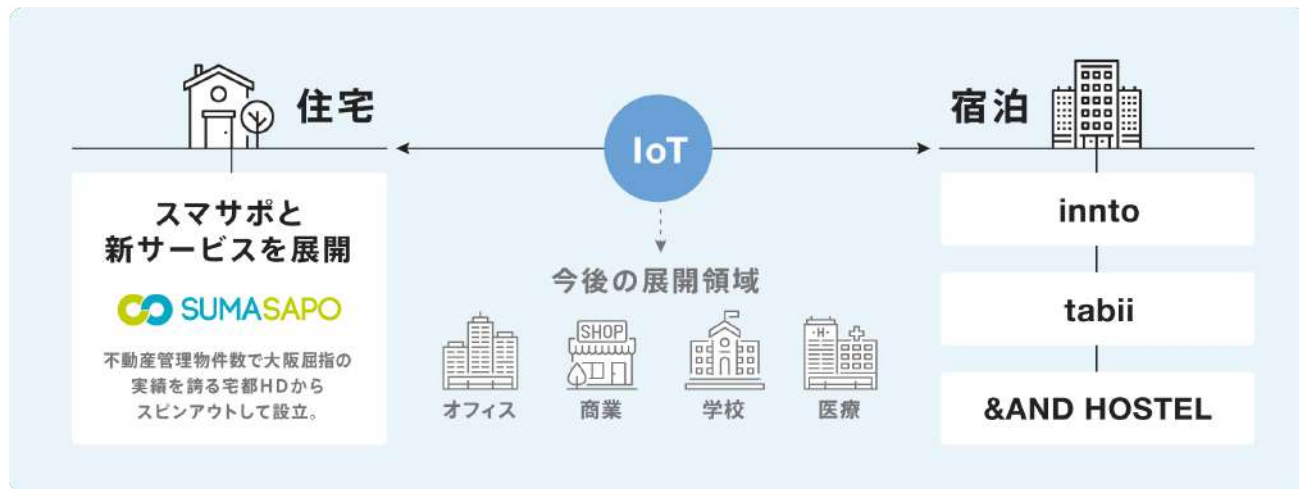 住宅
スマサポと
新サービスを展開
SUMASAPO
不動産管理物件数で大阪屈指の
実績を誇る宅都HDから
スピンアウトして設立。
IoT
今後の展開領域
SHOP
H
オフィス
商業
学校
医療
宿泊
innto
tabii
&AND HOSTEL